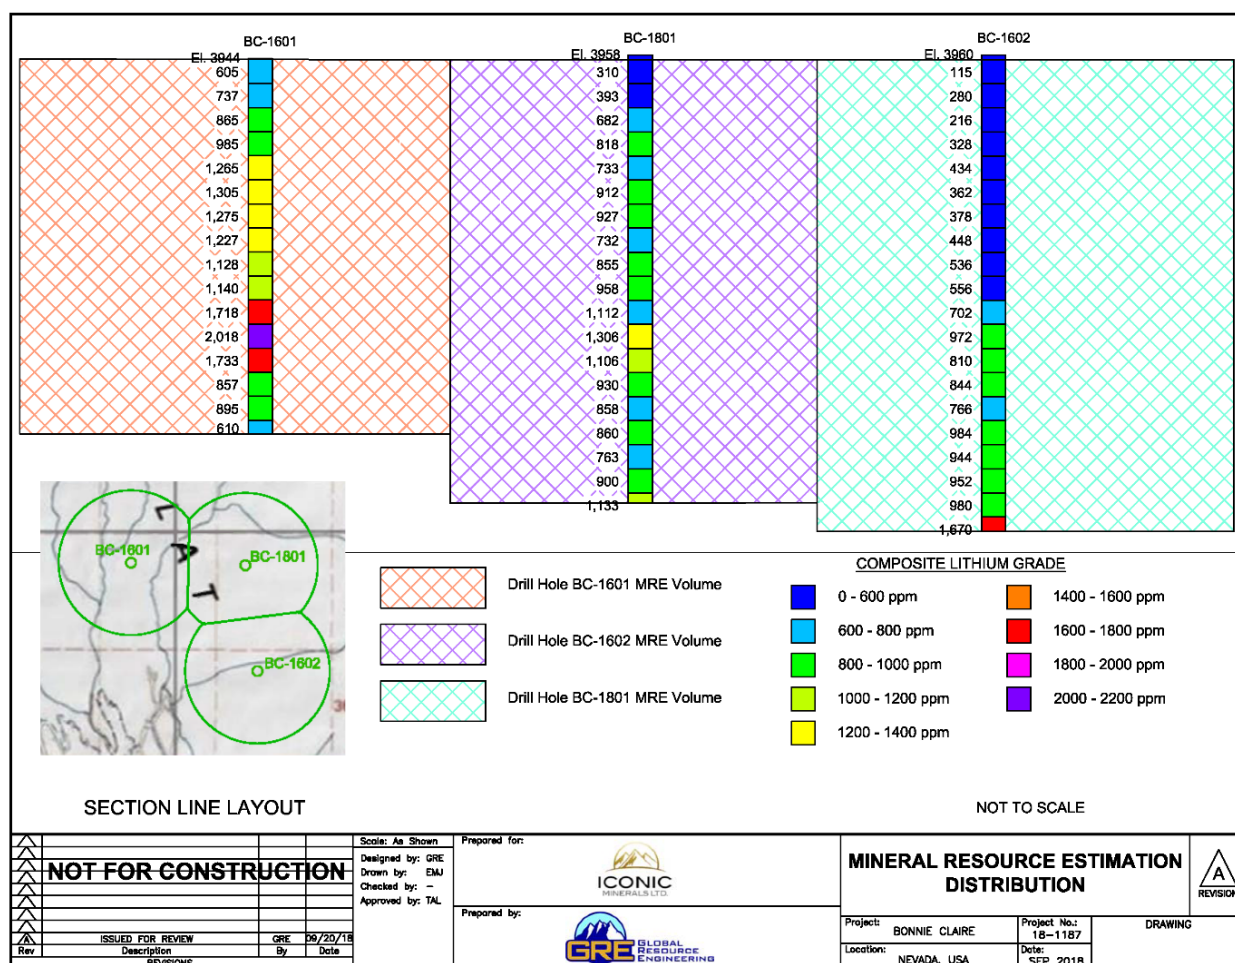 BC-1601
El. 3944
605
737
865
985
1,265
1,305
1,275
1,227
1,128
1,140
1,718
2,018
1,733
857
895
610
BC-1801
El. 3958
310
393
682
818
733
912
927
732
855
958
1,112
1,306
1,106
930
858
860
763
900
1,133
BC-1602
El. 3960
115
280
216
328
434
362
378
448
536
556
702
972
810
844
766
984
944
952
980
1,670
L
A
T
BC-1601
BC-1801
BC-1602
SECTION LINE LAYOUT
Drill Hole BC-1601 MRE Volume
Drill Hole BC-1602 MRE Volume
Drill Hole BC-1801 MRE Volume
COMPOSITE LITHIUM GRADE
0 - 600 ppm
600 - 800 ppm
800 - 1000 ppm
1000 - 1200 ppm
1200 - 1400 ppm
1400 - 1600 ppm
1600 - 1800 ppm
1800 - 2000 ppm
2000 - 2200 ppm
NOT TO SCALE
NOT FOR CONSTRUCTION
A ISSUED FOR REVIEW GRE 09/20/18
Rev Description By Date
REVISIONS
Scale: As Shown
Designed by: GRE
Drawn by: EMJ
Checked by: –
Approved by: TAL
Prepared for:
ICONIC
MINERALS LTD.
Prepared by:
GRE GLOBAL
RESOURCE
ENGINEERING
MINERAL RESOURCE ESTIMATION
DISTRIBUTION
A
REVISION
Project:
BONNIE CLAIRE
Project No.:
18-1187
DRAWING
Location:
NEVADA, USA
Date:
SEP 2018